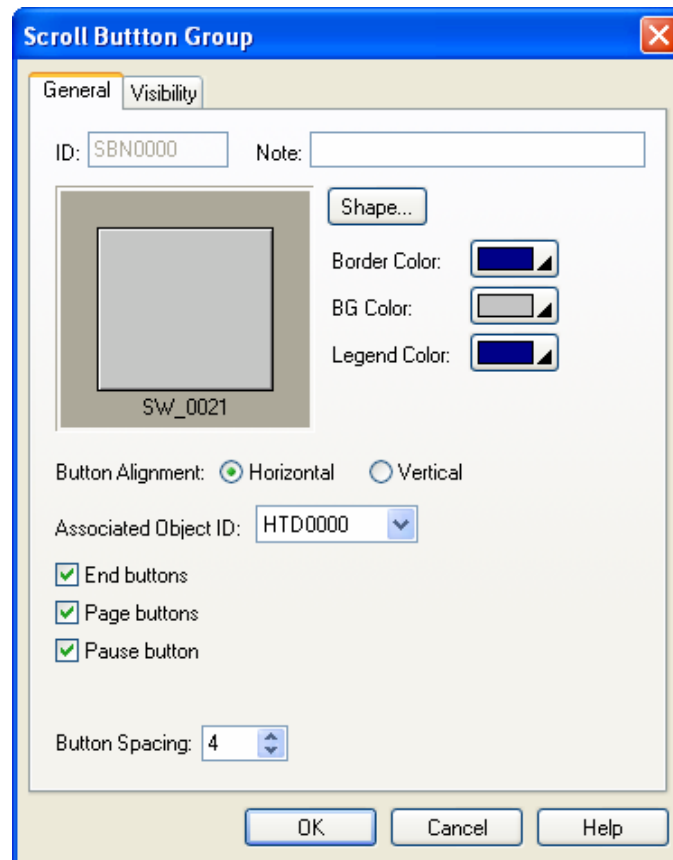 Scroll Buttton Group
General Visibility
ID: SBN0000 Note:
Shape...
Border Color:
BG Color:
Legend Color:
SW_0021
Button Alignment: Horizontal Vertical
Associated Object ID: HTD0000
End buttons
Page buttons
Pause button
Button Spacing: 4
OK Cancel Help